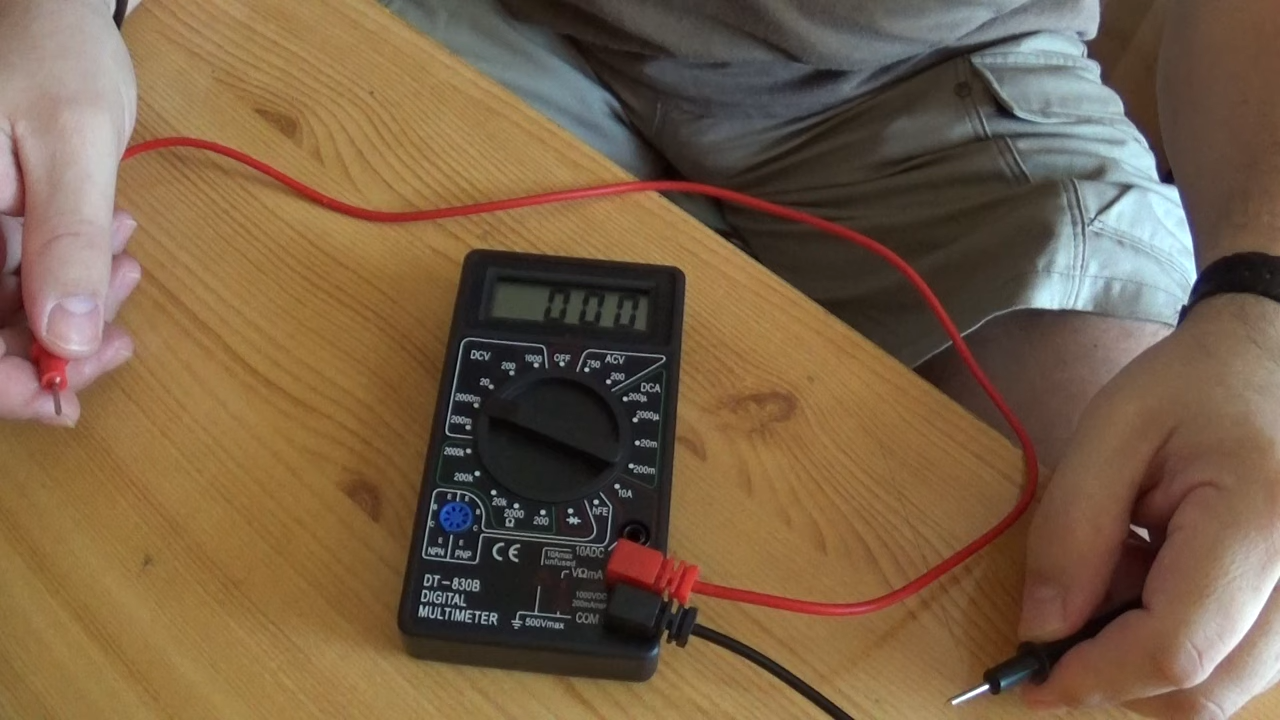 000
DCV
1000
OFF
750
ACV
200
200
20
DCA
2000m
200µ
200m
2000µ
2000k
20m
200k
200m
20k
2000
Ω
200
hFE
10A
E E
B B
C C
E
NPN PNP
CE
10Amax
unfused
10ADC
VΩmA
DT-830B
DIGITAL
MULTIMETER
1000VDC
200mAmax
500Vmax
COM